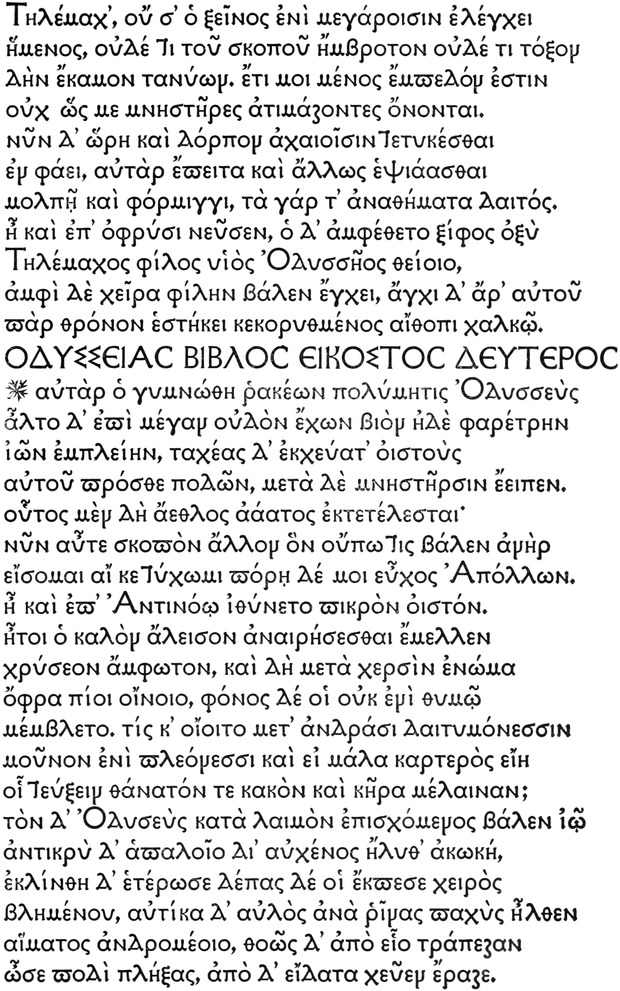 Τηλέμαχ’, οὔ σ’ ὁ ξεῖνος ἐνὶ μεγάροισιν ἐλέγχει
ἥμενος, οὐδέ τι τοῦ σκοποῦ ἤμβροτον οὐδέ τι τόξον
δὴν ἔκαμον τανύων. ἔτι μοι μένος ἔμπεδόν ἐστιν
οὐχ ὥς με μνηστῆρες ἀτιμάζοντες ὄνονται.
νῦν δ’ ὥρη καὶ δόρπον ἀχαιοῖσιν τετυκέσθαι
ἐν φάει, αὐτὰρ ἔπειτα καὶ ἄλλως ἑψιάασθαι
μολπῇ καὶ φόρμιγγι, τὰ γάρ τ’ ἀναθήματα δαιτός.
ἦ καὶ ἐπ’ ὀφρύσι νεῦσεν, ὁ δ’ ἀμφέθετο ξίφος ὀξὺ
Τηλέμαχος φίλος υἱὸς Ὀδυσσῆος θείοιο,
ἀμφὶ δὲ χεῖρα φίλην βάλεν ἔγχει, ἄγχι δ’ ἄρ’ αὐτοῦ
πὰρ θρόνον ἑστήκει κεκορυθμένος αἴθοπι χαλκῷ.
ΟΔΥΣΣΕΙΑΣ ΒΙΒΛΟΣ ΕΙΚΟΣΤΟΣ ΔΕΥΤΕΡΟΣ
☀ αὐτὰρ ὁ γυμνώθη ῥακέων πολύμητις Ὀδυσσεὺς
ἆλτο δ’ ἐπὶ μέγαν οὐδὸν ἔχων βιὸν ἠδὲ φαρέτρην
ἰῶν ἐμπλείην, ταχέας δ’ ἐκχεύατ’ ὀιστοὺς
αὐτοῦ πρόσθε ποδῶν, μετὰ δὲ μνηστῆρσιν ἔειπεν.
οὗτος μὲν δὴ ἄεθλος ἀάατος ἐκτετέλεσται·
νῦν αὖτε σκοπὸν ἄλλον ὃν οὔπω τις βάλεν ἀνὴρ
εἴσομαι αἴ κε τύχωμι πόρῃ δέ μοι εὖχος Ἀπόλλων.
ἦ καὶ ἐπ’ Ἀντινόῳ ἰθύνετο πικρὸν ὀιστόν.
ἦτοι ὁ καλὸν ἄλεισον ἀναιρήσεσθαι ἔμελλεν
χρύσεον ἄμφωτον, καὶ δὴ μετὰ χερσὶν ἐνώμα
ὄφρα πίοι οἴνοιο, φόνος δέ οἱ οὐκ ἐνὶ θυμῷ
μέμβλετο. τίς κ’ οἴοιτο μετ’ ἀνδράσι δαιτυμόνεσσιν
μοῦνον ἐνὶ πλεόνεσσι καὶ εἰ μάλα καρτερὸς εἴη
οἷ τεύξειν θάνατόν τε κακὸν καὶ κῆρα μέλαιναν;
τὸν δ’ Ὀδυσεὺς κατὰ λαιμὸν ἐπισχόμενος βάλεν ἰῷ
ἀντικρὺ δ’ ἁπαλοῖο δι’ αὐχένος ἤλυθ’ ἀκωκή,
ἐκλίνθη δ’ ἑτέρωσε δέπας δέ οἱ ἔκπεσε χειρὸς
βλημένου, αὐτίκα δ’ αὐλὸς ἀνὰ ῥῖνας παχὺς ἦλθεν
αἵματος ἀνδρομέοιο, θοῶς δ’ ἀπὸ εἷο τράπεζαν
ὦσε ποδὶ πλήξας, ἀπὸ δ’ εἴδατα χεῦεν ἔραζε.